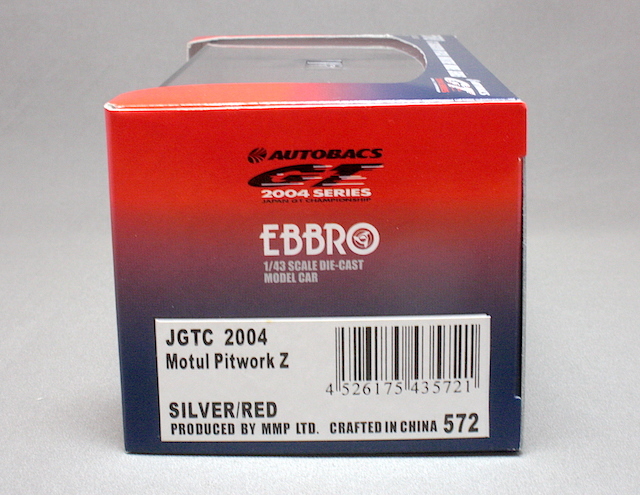 AUTOBACS
GT
2004 SERIES
JAPAN GT CHAMPIONSHIP
EBBRO
1/43 SCALE DIE-CAST
MODEL CAR
JGTC 2004
Motul Pitwork Z
4 526175 435721
SILVER/RED
PRODUCED BY MMP LTD. CRAFTED IN CHINA 572